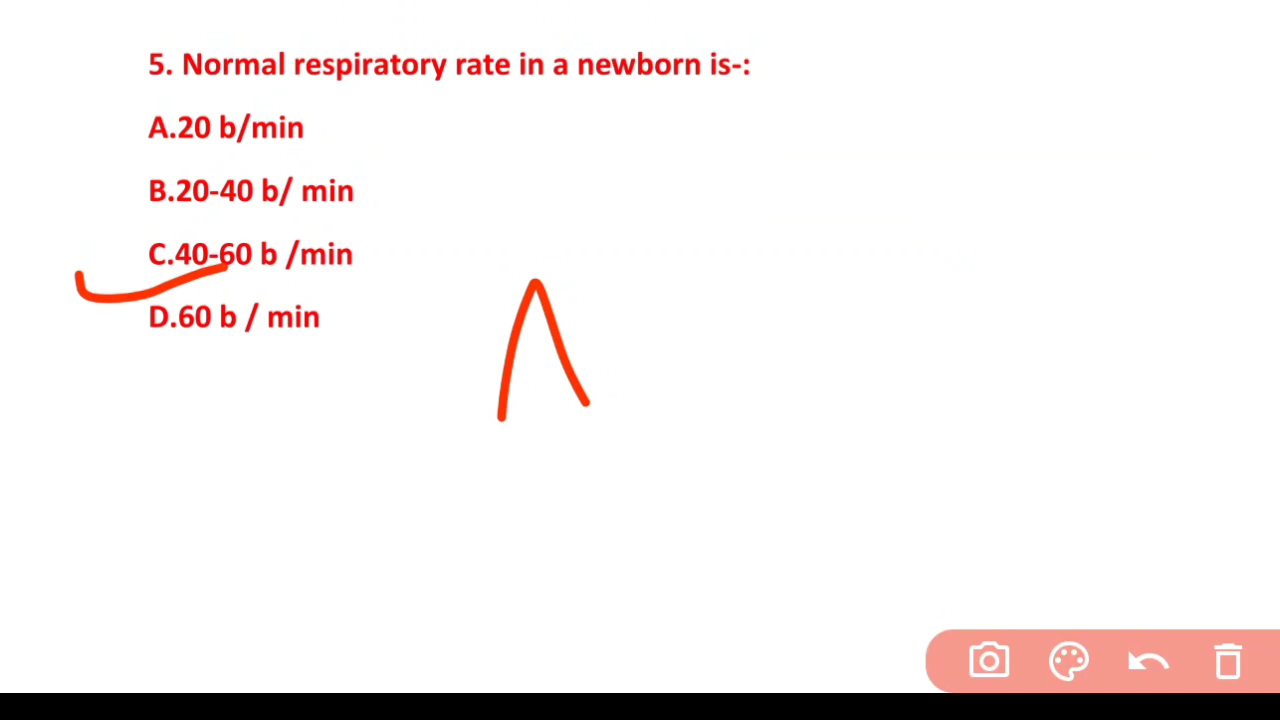 5. Normal respiratory rate in a newborn is-:
A.20 b/min
B.20-40 b/ min
C.40-60 b /min
D.60 b / min